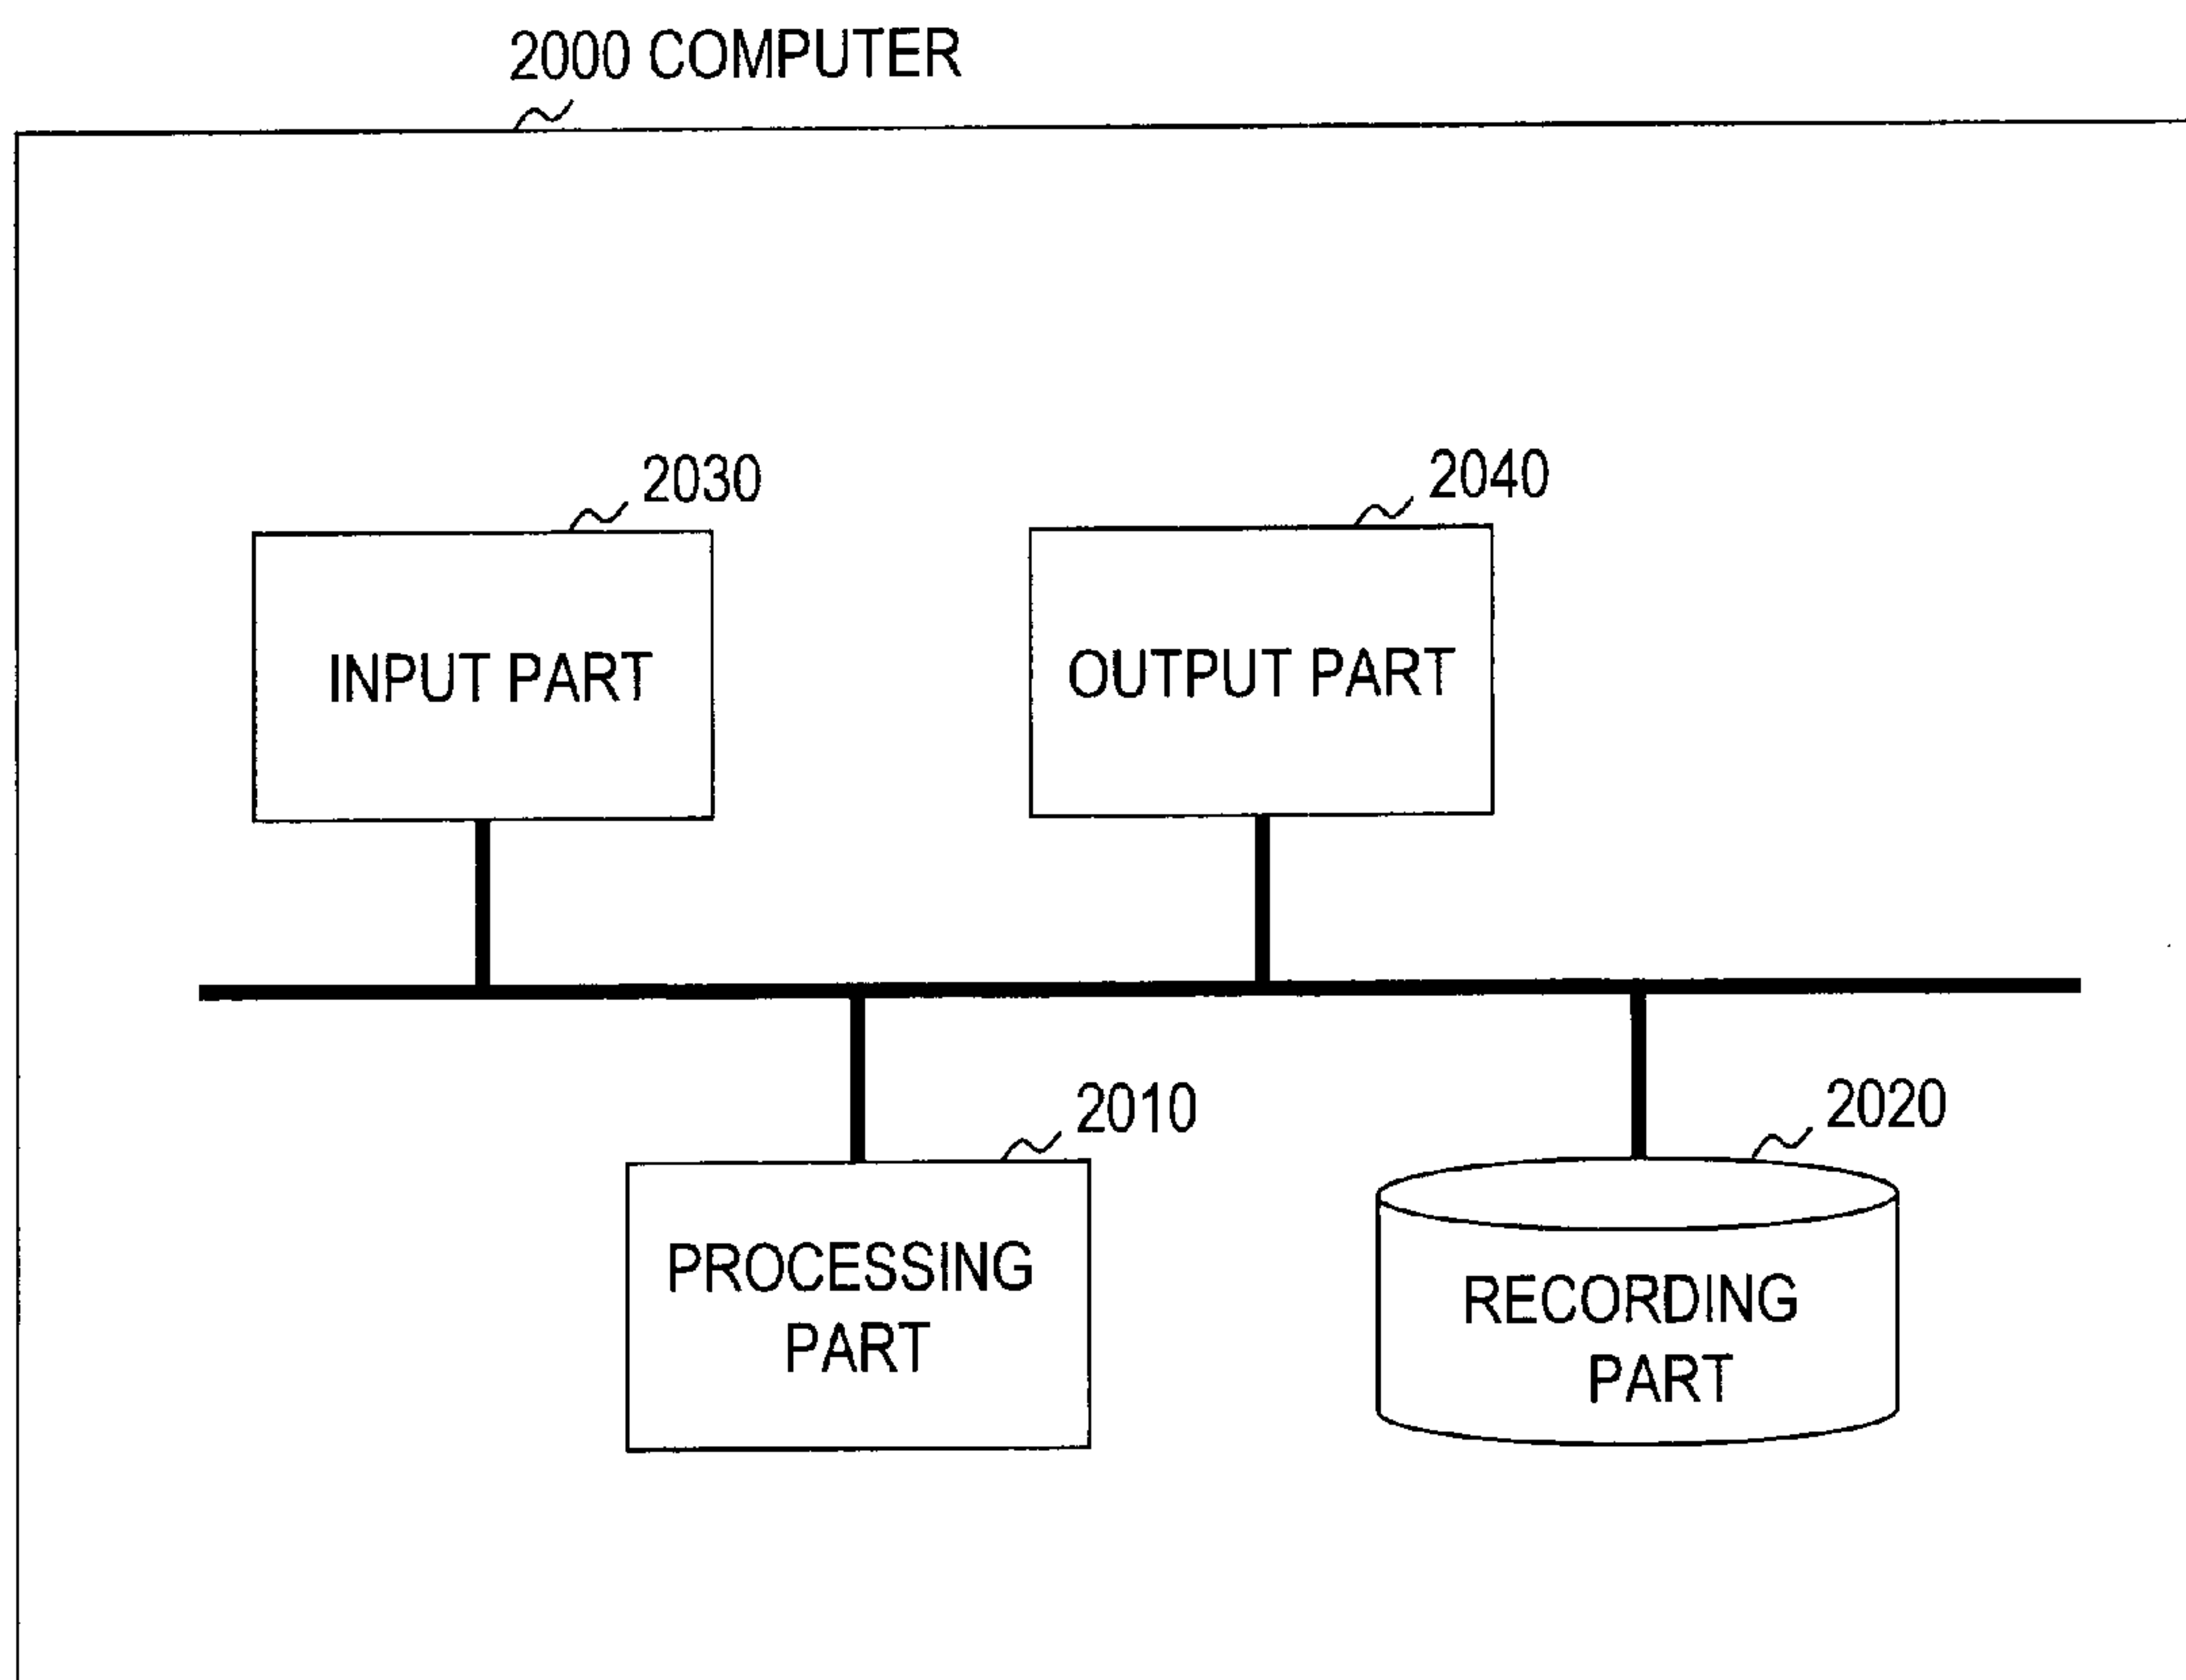 2000 COMPUTER
2030
2040
INPUT PART
OUTPUT PART
2010
2020
PROCESSING
PART
RECORDING
PART